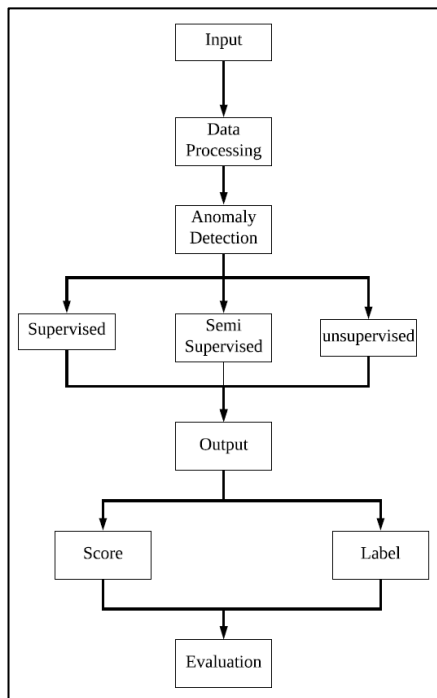 Input
Data
Processing
Anomaly
Detection
Supervised
Semi
Supervised
unsupervised
Output
Score
Label
Evaluation